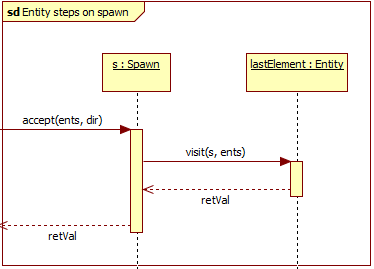 sd Entity steps on spawn
s : Spawn
lastElement : Entity
accept(ents, dir)
visit(s, ents)
retVal
retVal